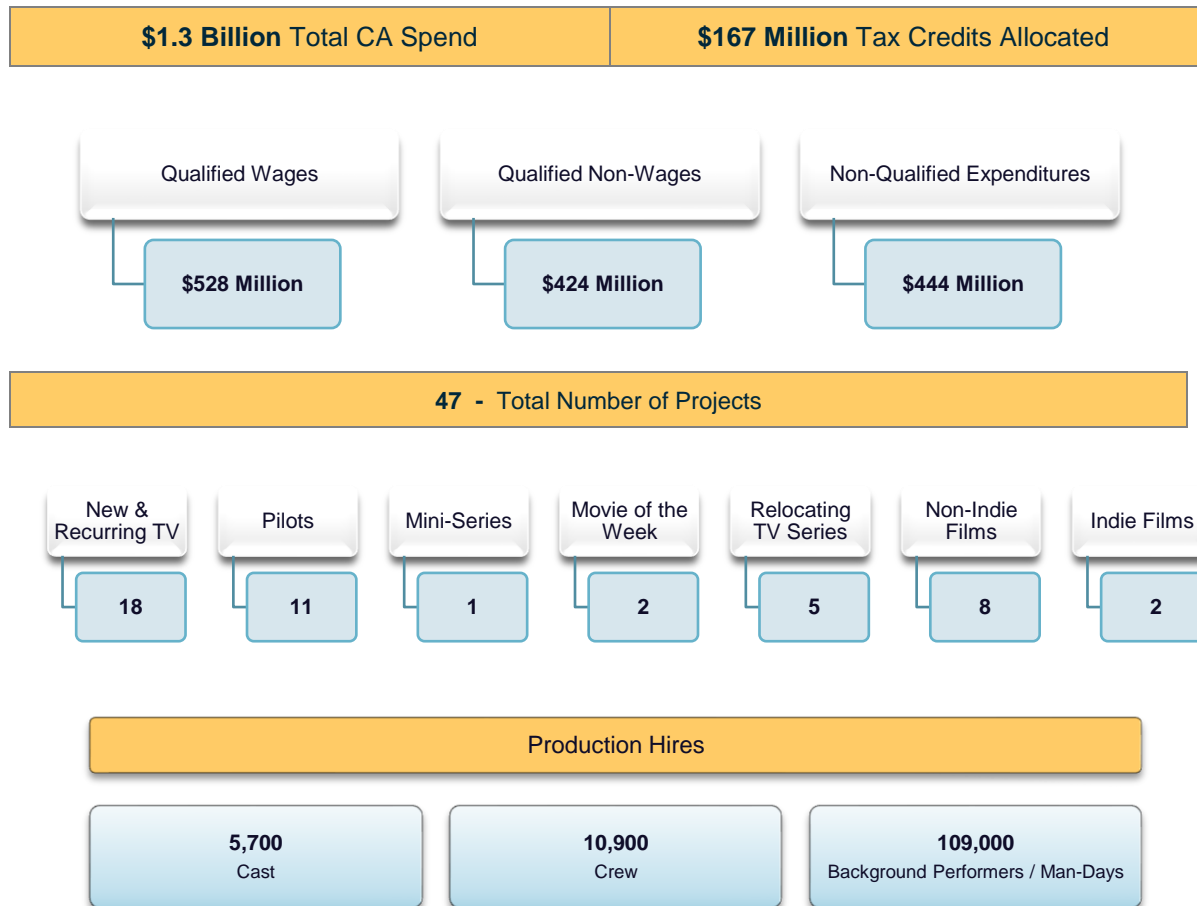 $1.3 Billion Total CA Spend
$167 Million Tax Credits Allocated
Qualified Wages
Qualified Non-Wages
Non-Qualified Expenditures
$528 Million
$424 Million
$444 Million
47 - Total Number of Projects
New &
Recurring TV
Pilots
Mini-Series
Movie of the
Week
Relocating
TV Series
Non-Indie
Films
Indie Films
18
11
1
2
5
8
2
Production Hires
5,700
Cast
10,900
Crew
109,000
Background Performers / Man-Days